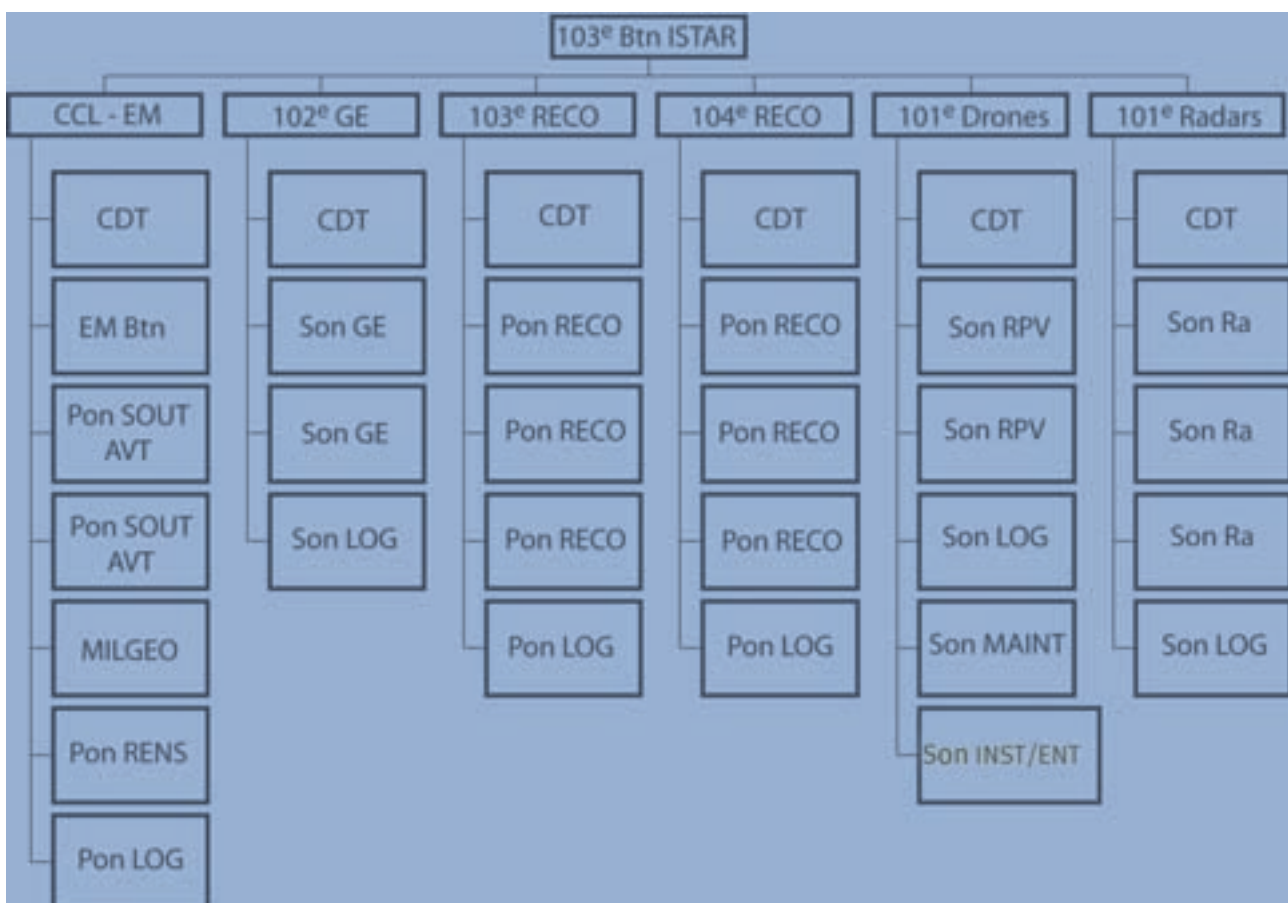 103ᵉ Btn ISTAR
CCL - EM
102ᵉ GE
103ᵉ RECO
104ᵉ RECO
101ᵉ Drones
101ᵉ Radars
CDT
EM Btn
Pon SOUT
AVT
Pon SOUT
AVT
MILGEO
Pon RENS
Pon LOG
CDT
Son GE
Son GE
Son LOG
CDT
Pon RECO
Pon RECO
Pon RECO
Pon LOG
CDT
Pon RECO
Pon RECO
Pon RECO
Pon LOG
CDT
Son RPV
Son RPV
Son LOG
Son MAINT
Son INST/ENT
CDT
Son Ra
Son Ra
Son Ra
Son LOG